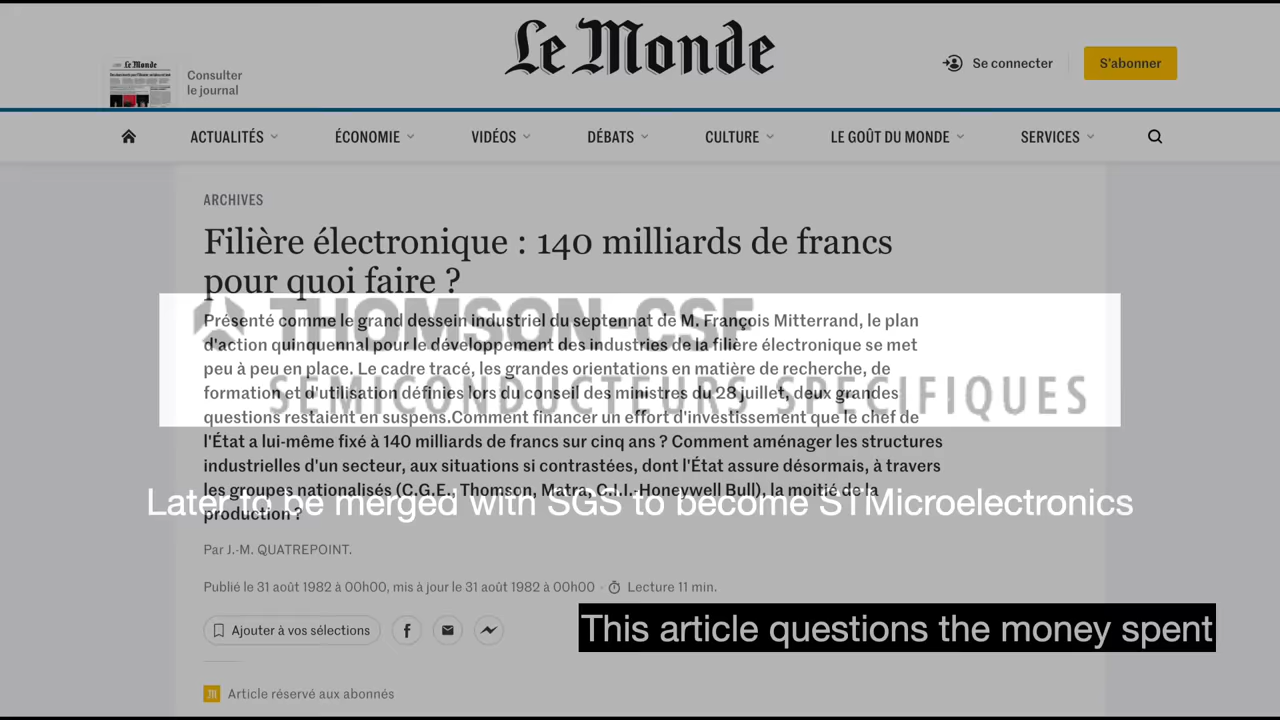 Le Monde
Consulter
le journal
Se connecter
S'abonner
ACTUALITÉS
ÉCONOMIE
VIDÉOS
DÉBATS
CULTURE
LE GOÛT DU MONDE
SERVICES
ARCHIVES
Filière électronique : 140 milliards de francs
pour quoi faire ?
THOMSON-CSF
SEMICONDUCTEURS SPECIFIQUES
Présenté comme le grand dessein industriel du septennat de M. François Mitterrand, le plan
d'action quinquennal pour le développement des industries de la filière électronique se met
peu à peu en place. Le cadre tracé, les grandes orientations en matière de recherche, de
formation et d'utilisation définies lors du conseil des ministres du 28 juillet, deux grandes
questions restaient en suspens.Comment financer un effort d'investissement que le chef de
l'État a lui-même fixé à 140 milliards de francs sur cinq ans ? Comment aménager les structures
industrielles d'un secteur, aux situations si contrastées, dont l'État assure désormais, à travers
les groupes nationalisés (C.G.E., Thomson, Matra, C.I.I.-Honeywell Bull), la moitié de la
production ?
Later to be merged with SGS to become STMicroelectronics
Par J.-M. QUATREPOINT.
Publié le 31 août 1982 à 00h00, mis à jour le 31 août 1982 à 00h00
Lecture 11 min.
Ajouter à vos sélections
This article questions the money spent
Article réservé aux abonnés